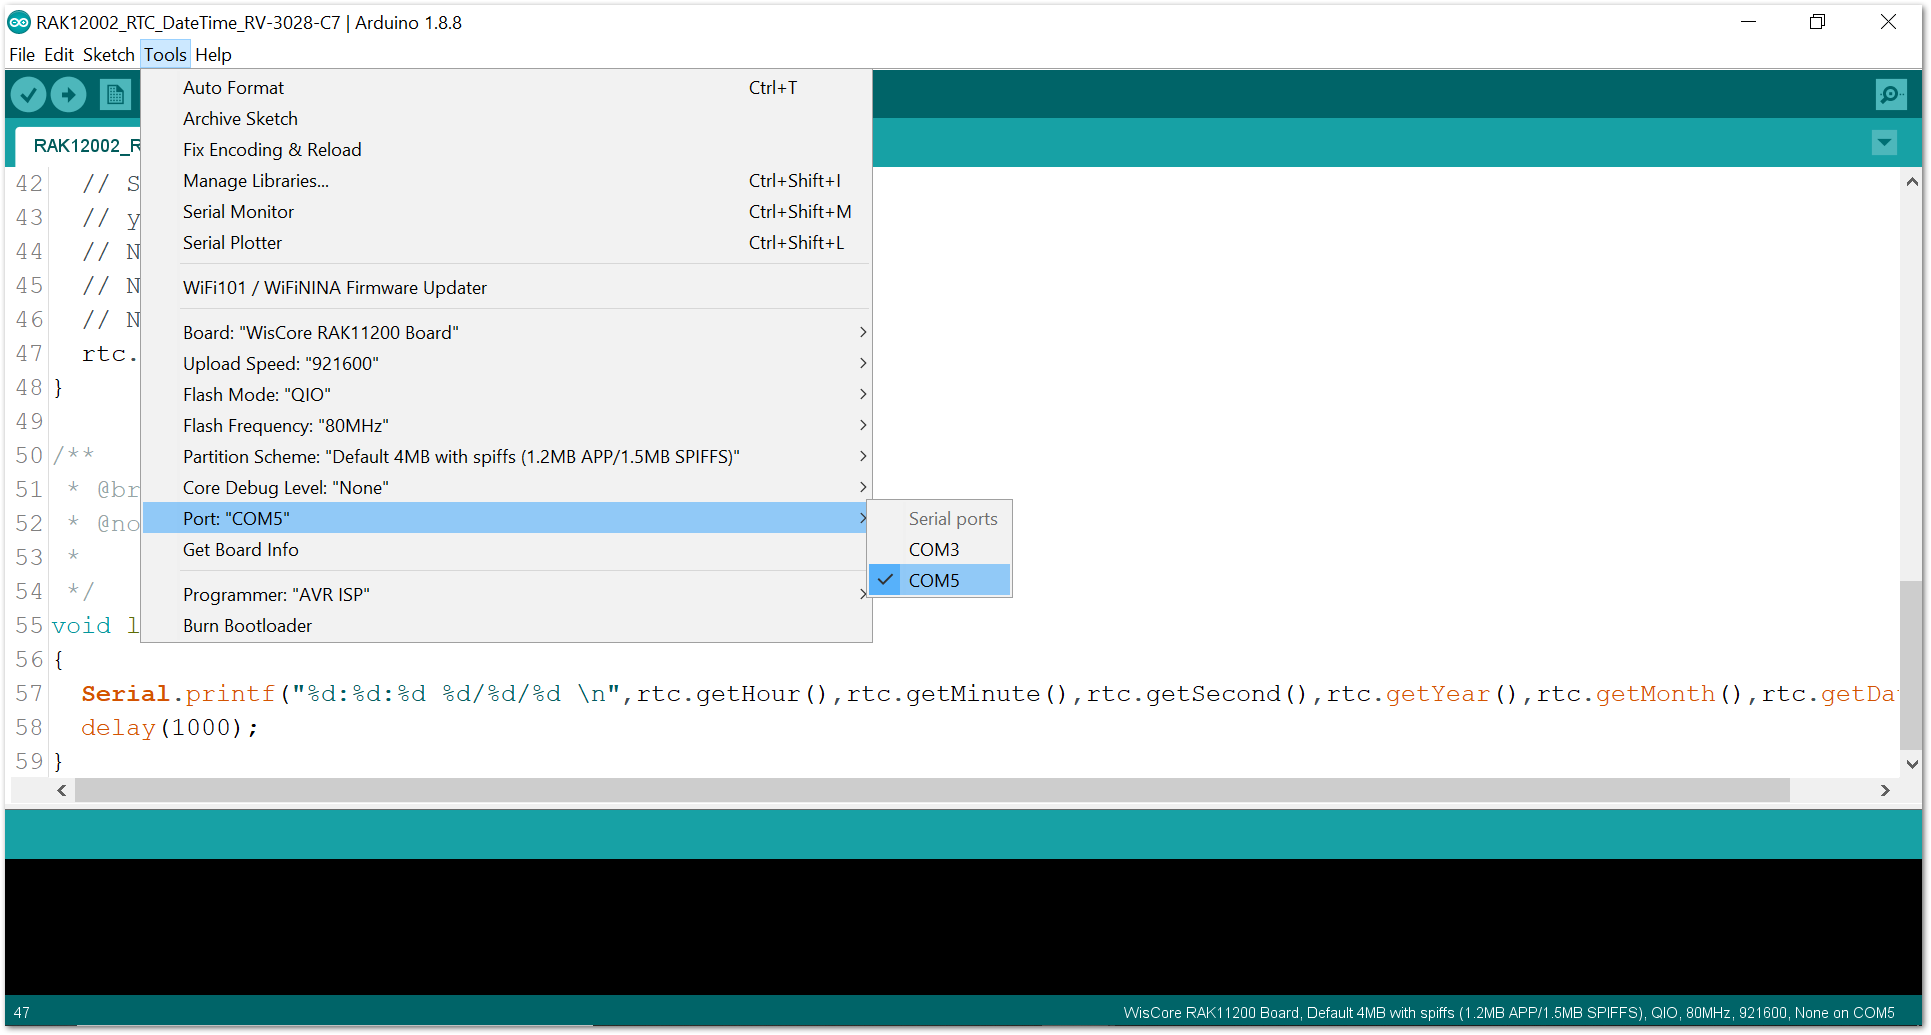 RAK12002_RTC_DateTime_RV-3028-C7 | Arduino 1.8.8
File Edit Sketch Tools Help
Auto Format Ctrl+T
Archive Sketch
Fix Encoding & Reload
Manage Libraries... Ctrl+Shift+I
Serial Monitor Ctrl+Shift+M
Serial Plotter Ctrl+Shift+L
WiFi101 / WiFiNINA Firmware Updater
Board: "WisCore RAK11200 Board"
Upload Speed: "921600"
Flash Mode: "QIO"
Flash Frequency: "80MHz"
Partition Scheme: "Default 4MB with spiffs (1.2MB APP/1.5MB SPIFFS)"
Core Debug Level: "None"
Port: "COM5"
Get Board Info
Programmer: "AVR ISP"
Burn Bootloader
Serial ports
COM3
COM5
RAK12002_R
42 // S
43 // y
44 // N
45 // N
46 // N
47 rtc.
48 }
49
50 /**
51 * @br
52 * @no
53 *
54 */
55 void l
56 {
57 Serial.printf("%d:%d:%d %d/%d/%d \n",rtc.getHour(),rtc.getMinute(),rtc.getSecond(),rtc.getYear(),rtc.getMonth(),rtc.getDa
58 delay(1000);
59 }
47
WisCore RAK11200 Board, Default 4MB with spiffs (1.2MB APP/1.5MB SPIFFS), QIO, 80MHz, 921600, None on COM5